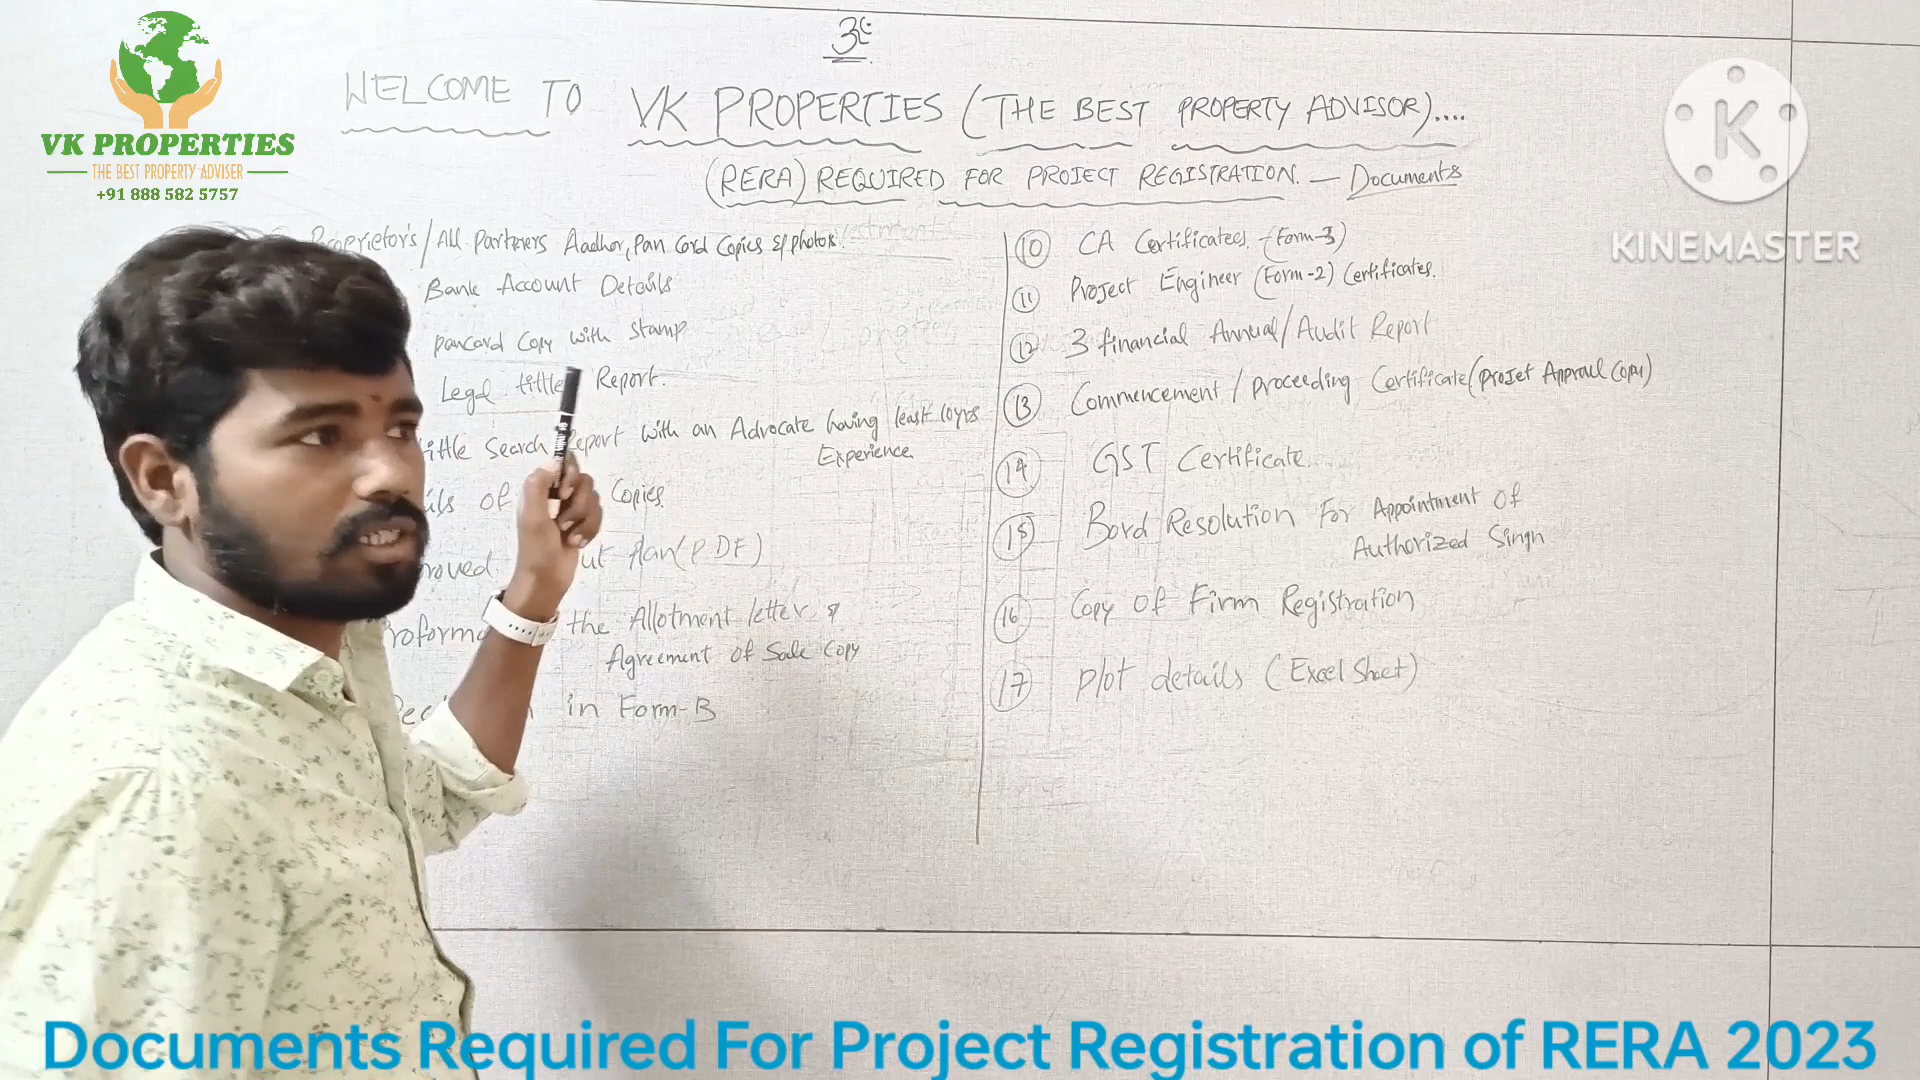 VK PROPERTIES
THE BEST PROPERTY ADVISER
+91 888 582 5757
WELCOME TO VK PROPERTIES (THE BEST PROPERTY ADVISOR)....
(RERA) REQUIRED FOR PROJECT REGISTRATION. — Documents
Proprietor's/All Partners Aadhar, Pan Card Copies & photos.
Bank Account Details
Pancard Copy with Stamp
Legal tittle Report.
tittle Search Report with an Advocate having least 10yrs
Experience.
of Copies.
Plan(PDF)
the Allotment letter &
Agreement of Sale Copy
in Form-B
10 CA Certificates. (Form-3)
11 Project Engineer (Form-2) Certificates.
12 3 financial Annual/Audit Report
13 Commencement/proceeding Certificate(
14 GST Certificate.
15 Bord Resolution For Appointment Of
Authorized Singn
16 Copy Of Firm Registration
17 Plot details (Excel Sheet)
K
KINEMASTER
Documents Required For Project Registration of RERA 2023